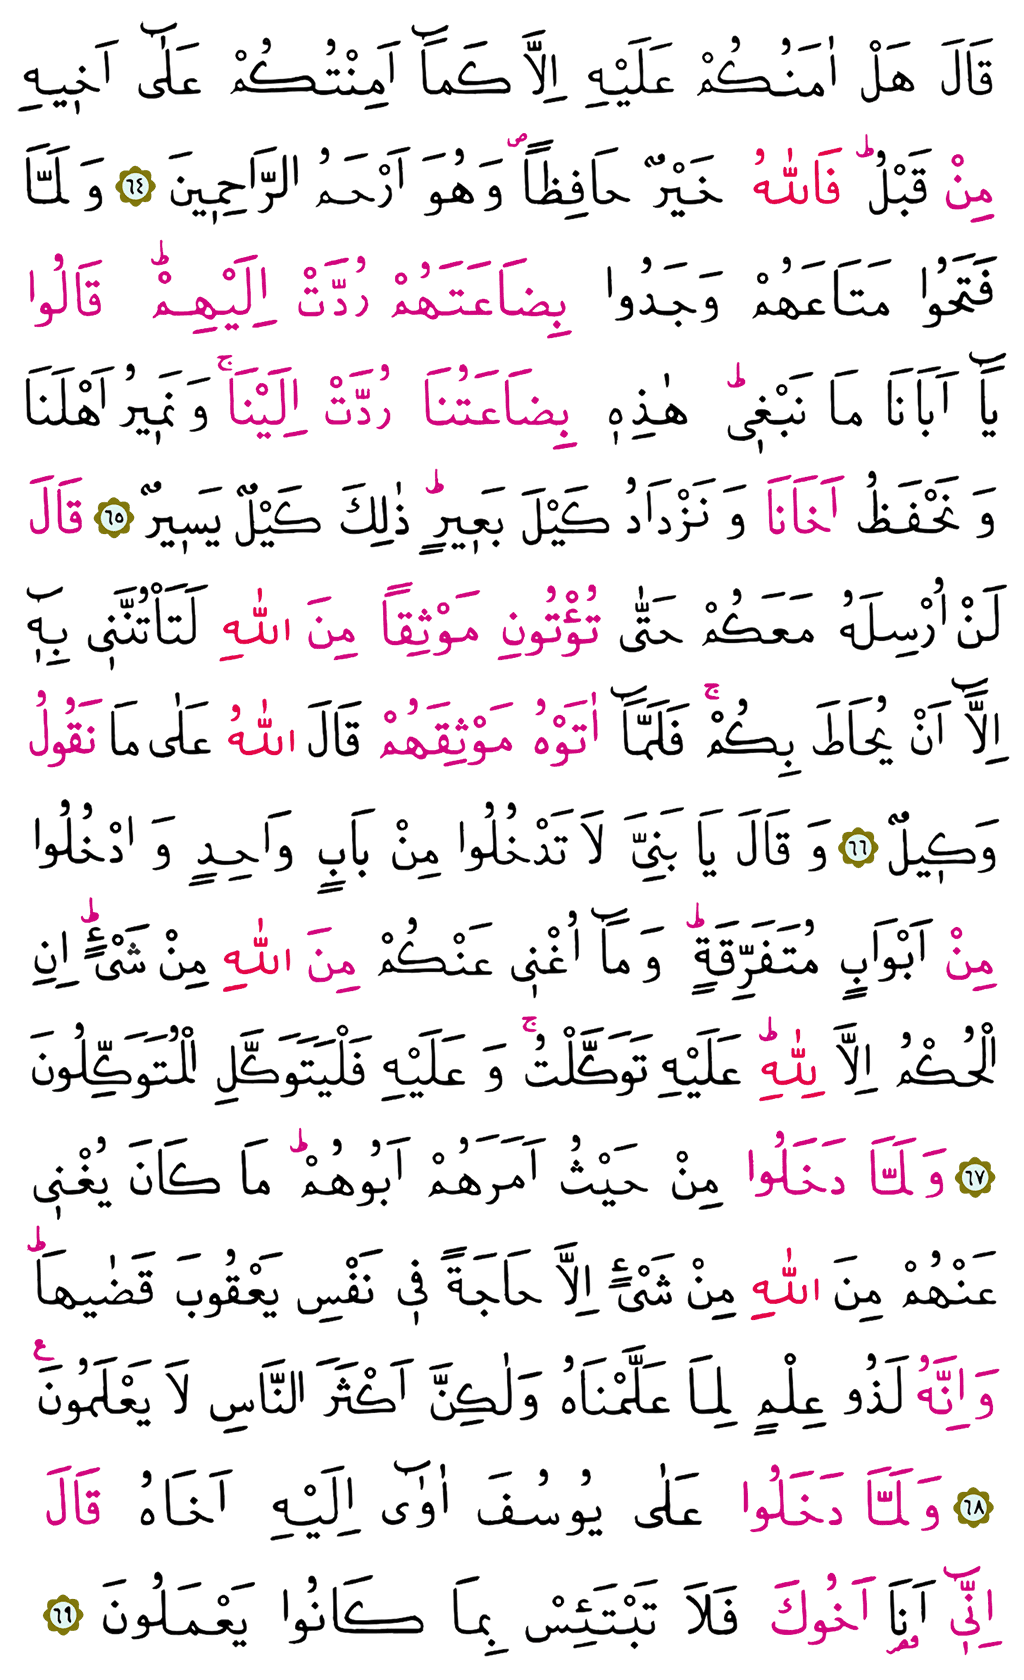 قَالَ هَلْ اٰمَنُكُمْ عَلَيْهِ اِلَّا كَمَٓا اَمِنْتُكُمْ عَلٰٓى اَخٖيهِ
مِنْ قَبْلُ ؕ فَاللّٰهُ خَيْرٌ حَافِظًا ࣕ وَهُوَ اَرْحَمُ الرَّاحِمٖينَ ﴿٦٤﴾ وَ لَمَّا
فَتَحُوا مَتَاعَهُمْ وَجَدُوا بِضَاعَتَهُمْ رُدَّتْ اِلَيْهِمْ ؕ قَالُوا
يَٓا اَبَانَا مَا نَبْغٖى ؕ هٰذِهٖ بِضَاعَتُنَا رُدَّتْ اِلَيْنَا ۚ وَ نَمٖيرُ اَهْلَنَا
وَ نَحْفَظُ اَخَانَا وَ نَزْدَادُ كَيْلَ بَعٖيرٍ ؕ ذٰلِكَ كَيْلٌ يَسٖيرٌ ﴿٦٥﴾ قَالَ
لَنْ اُرْسِلَهُ مَعَكُمْ حَتّٰى تُؤْتُونِ مَوْثِقاً مِنَ اللّٰهِ لَتَأْتُنَّنٖى بِهٖٓ
اِلَّٓا اَنْ يُحَاطَ بِكُمْ ۚ فَلَمَّٓا اٰتَوْهُ مَوْثِقَهُمْ قَالَ اللّٰهُ عَلٰى مَا نَقُولُ
وَكٖيلٌ ﴿٦٦﴾ وَ قَالَ يَا بَنِىَّ لَا تَدْخُلُوا مِنْ بَابٍ وَاحِدٍ وَ ادْخُلُوا
مِنْ اَبْوَابٍ مُتَفَرِّقَةٍ ؕ وَ مَٓا اُغْنٖى عَنْكُمْ مِنَ اللّٰهِ مِنْ شَىْءٍ ؕ اِنِ
الْحُكْمُ اِلَّا لِلّٰهِ ؕ عَلَيْهِ تَوَكَّلْتُ ۚ وَ عَلَيْهِ فَلْيَتَوَكَّلِ الْمُتَوَكِّلُونَ
﴿٦٧﴾ وَ لَمَّا دَخَلُوا مِنْ حَيْثُ اَمَرَهُمْ اَبُوهُمْ ؕ مَا كَانَ يُغْنٖى
عَنْهُمْ مِنَ اللّٰهِ مِنْ شَىْءٍ اِلَّا حَاجَةً فٖى نَفْسِ يَعْقُوبَ قَضٰيهَا ؕ
وَ اِنَّهُ لَذُو عِلْمٍ لِمَا عَلَّمْنَاهُ وَلٰكِنَّ اَكْثَرَ النَّاسِ لَا يَعْلَمُونَ ع
﴿٦٨﴾ وَ لَمَّا دَخَلُوا عَلٰى يُوسُفَ اٰوٰٓى اِلَيْهِ اَخَاهُ قَالَ
اِنّٖٓى اَنَا قصر اَخُوكَ فَلَا تَبْتَئِسْ بِمَا كَانُوا يَعْمَلُونَ ﴿٦٩﴾